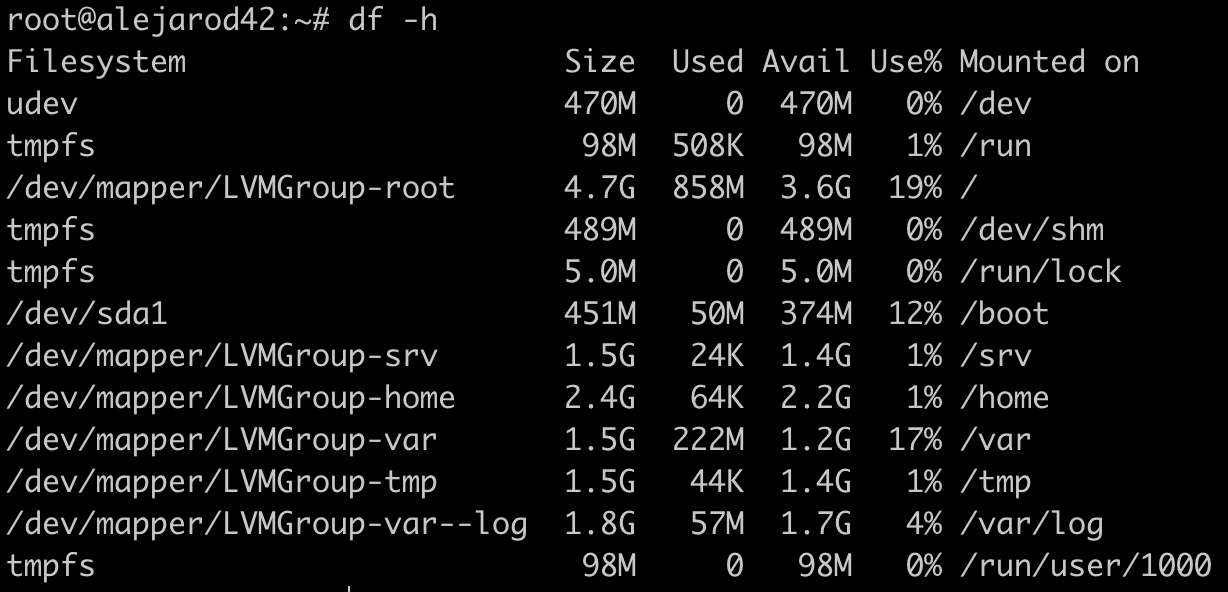 root@alejarod42:~# df -h
Filesystem                     Size  Used Avail Use% Mounted on
udev                           470M     0  470M   0% /dev
tmpfs                           98M  508K   98M   1% /run
/dev/mapper/LVMGroup-root      4.7G  858M  3.6G  19% /
tmpfs                          489M     0  489M   0% /dev/shm
tmpfs                          5.0M     0  5.0M   0% /run/lock
/dev/sda1                      451M   50M  374M  12% /boot
/dev/mapper/LVMGroup-srv       1.5G   24K  1.4G   1% /srv
/dev/mapper/LVMGroup-home      2.4G   64K  2.2G   1% /home
/dev/mapper/LVMGroup-var       1.5G  222M  1.2G  17% /var
/dev/mapper/LVMGroup-tmp       1.5G   44K  1.4G   1% /tmp
/dev/mapper/LVMGroup-var--log  1.8G   57M  1.7G   4% /var/log
tmpfs                           98M     0   98M   0% /run/user/1000